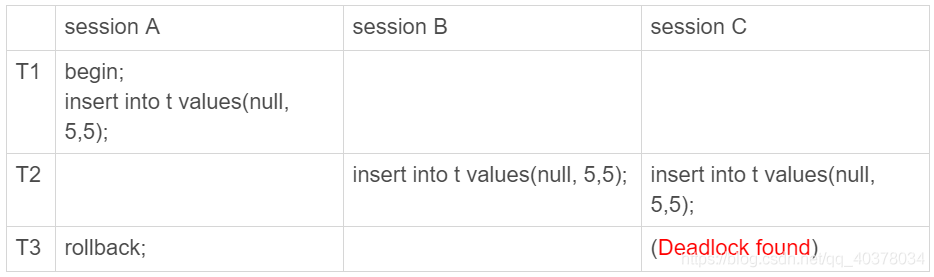 session A session B session C
T1 begin;
insert into t values(null,
5,5);
T2 insert into t values(null, 5,5); insert into t values(null,
5,5);
T3 rollback; (Deadlock found)
https://blog.csdn.net/qq_40378034